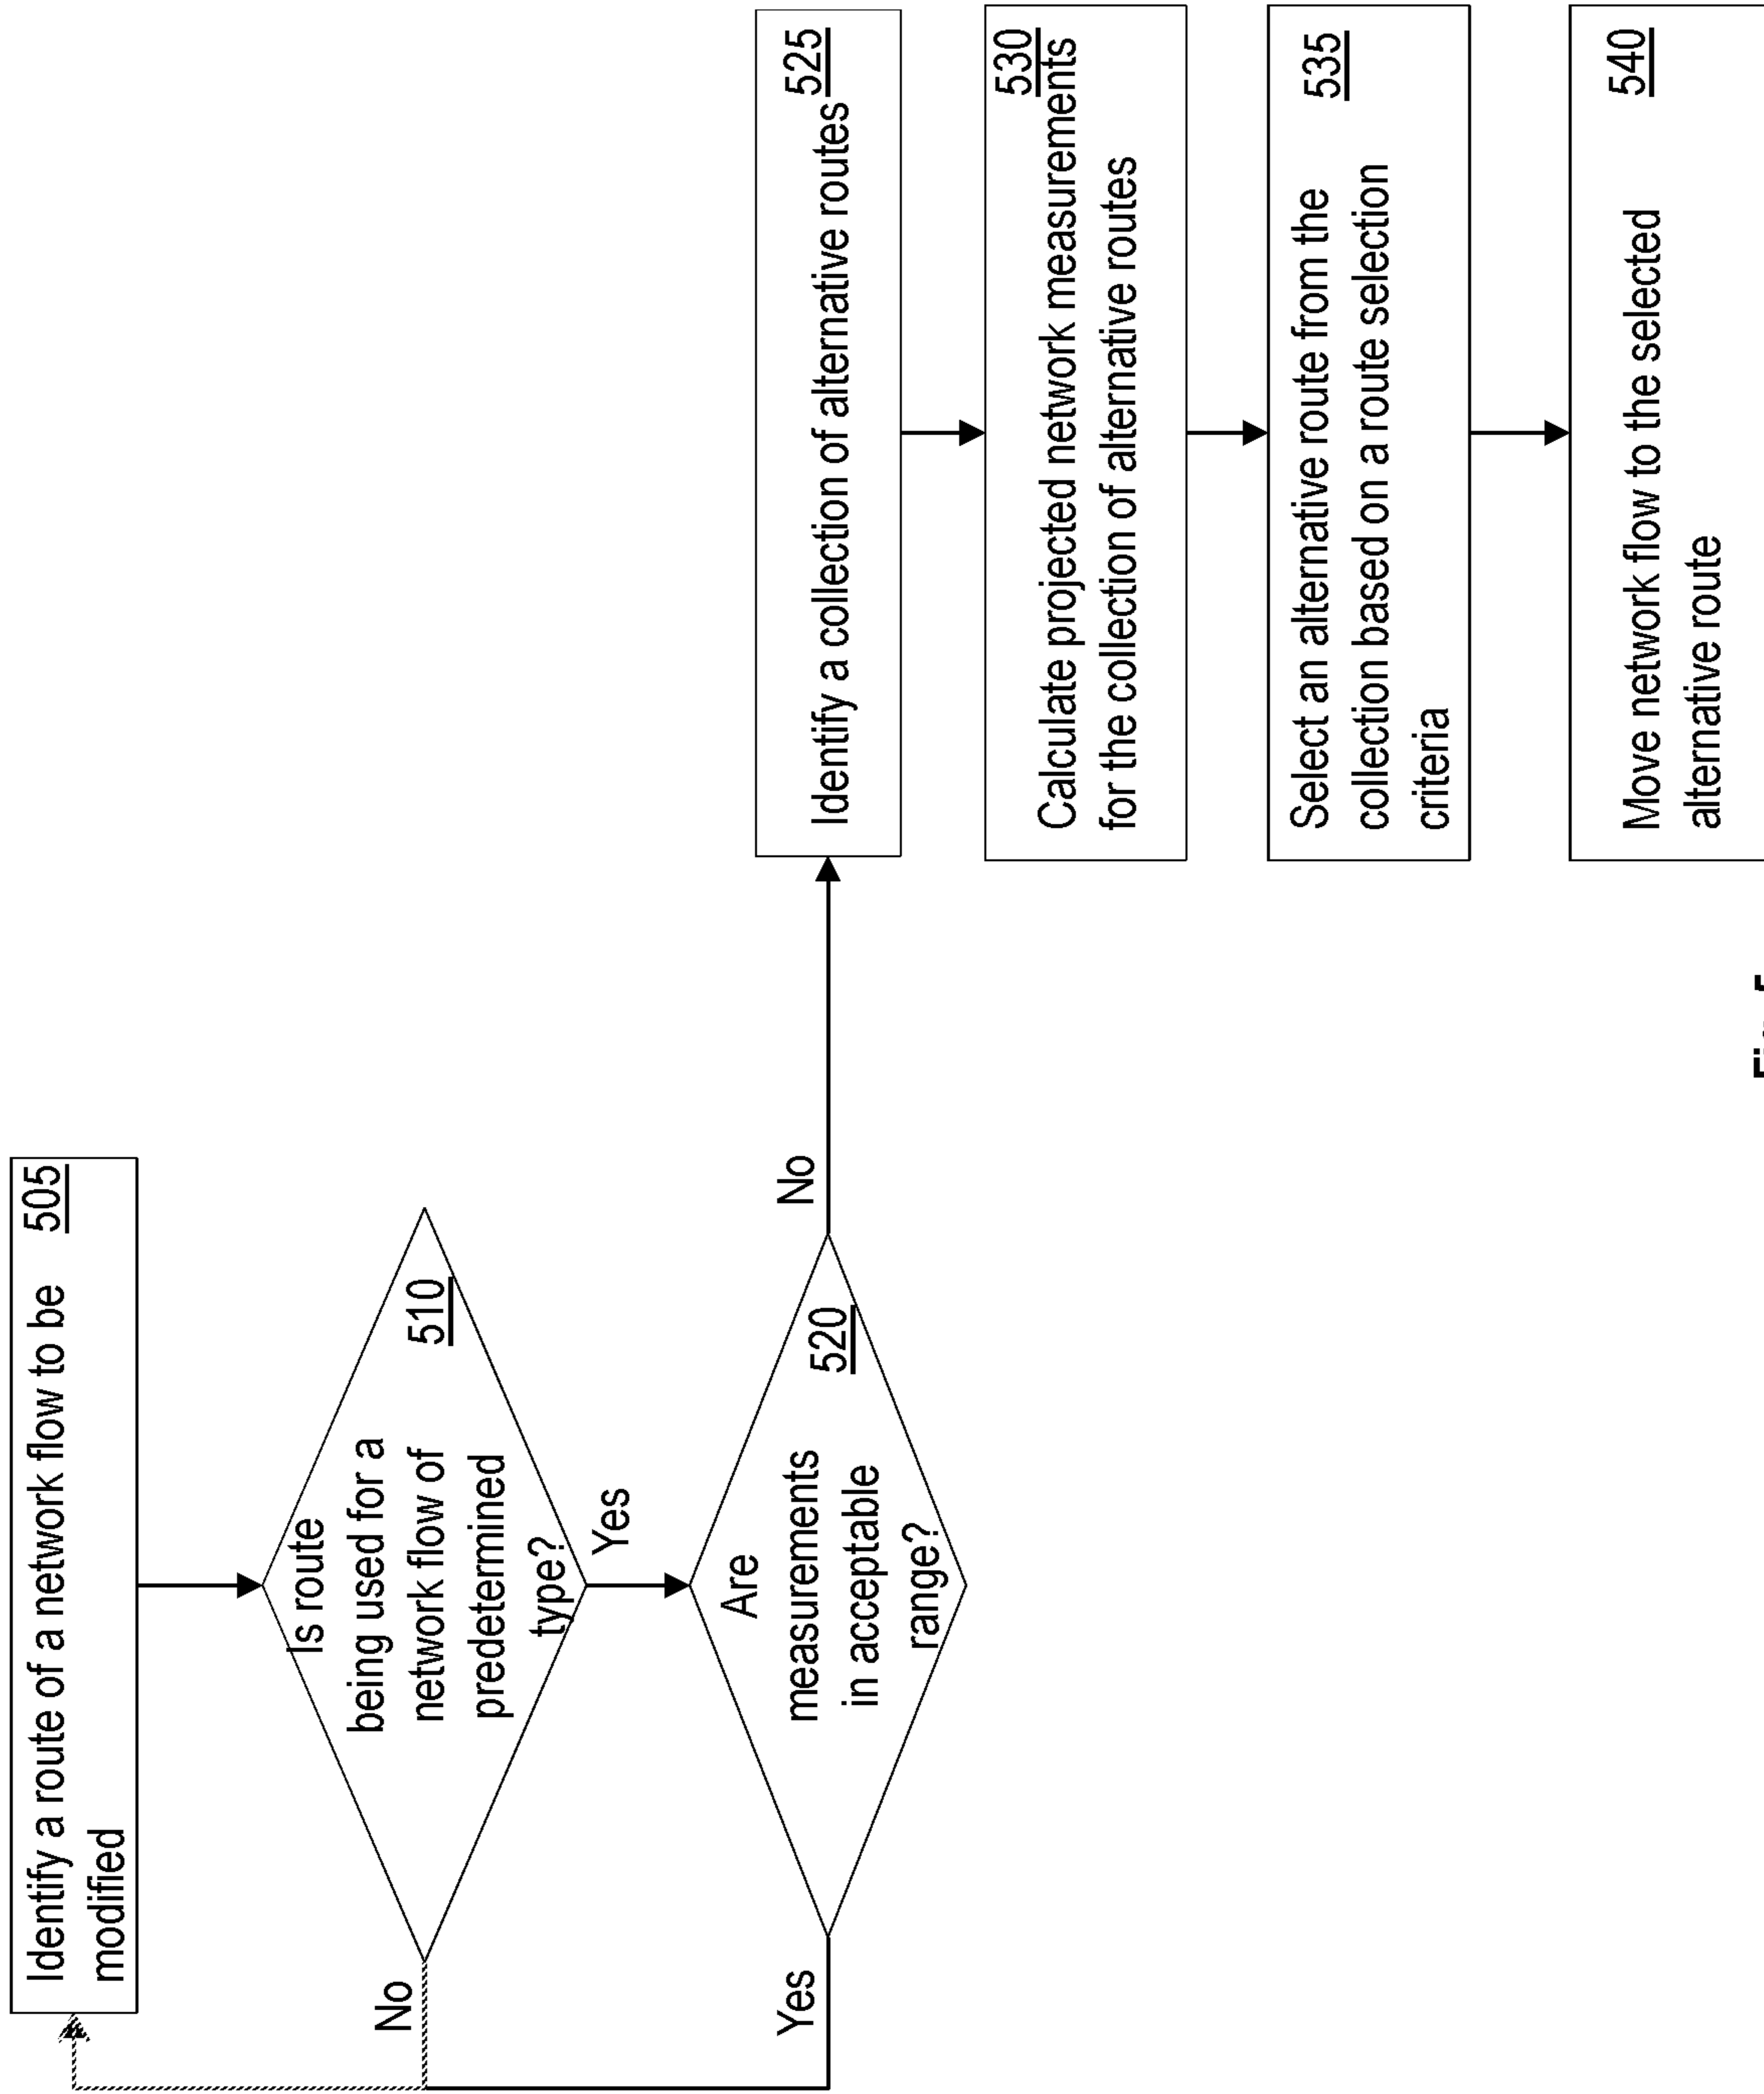 Identify a route of a network flow to be 505
modified
Is route
being used for a
network flow of 510
predetermined
type?
No
Yes
Are
measurements 520
in acceptable
range?
Yes
No
525
Identify a collection of alternative routes
530
Calculate projected network measurements
for the collection of alternative routes
Select an alternative route from the 535
collection based on a route selection
criteria
Move network flow to the selected 540
alternative route